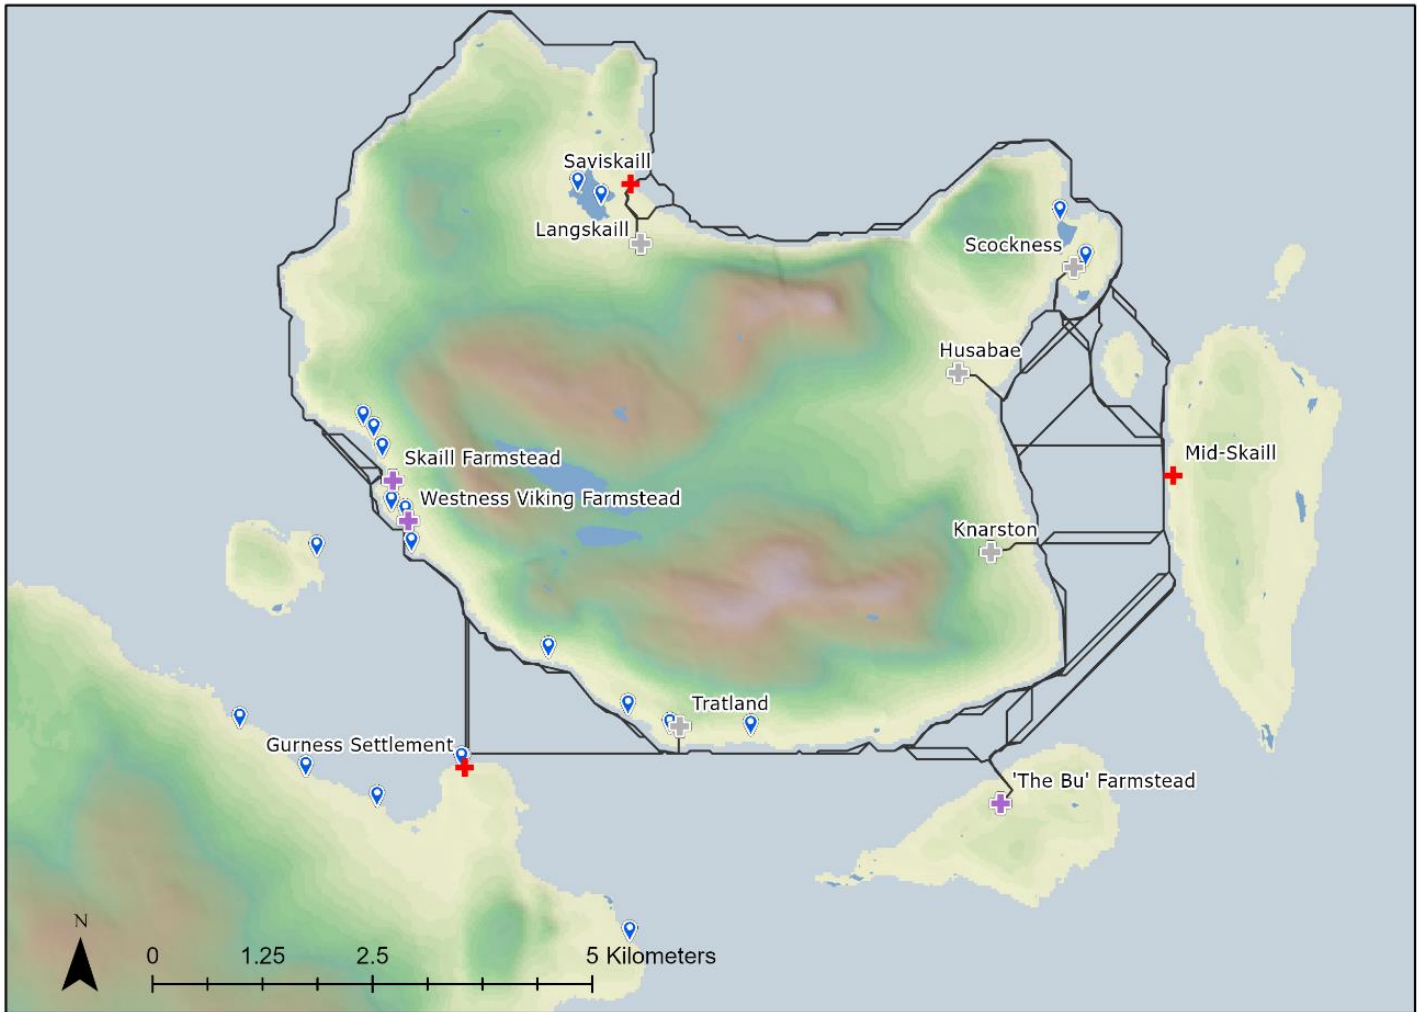 Saviskaill
Langskaill
Scockness
Husabae
Mid-Skaill
Skaill Farmstead
Westness Viking Farmstead
Knarston
Tratland
Gurness Settlement
'The Bu' Farmstead
N
0 1.25 2.5 5 Kilometers